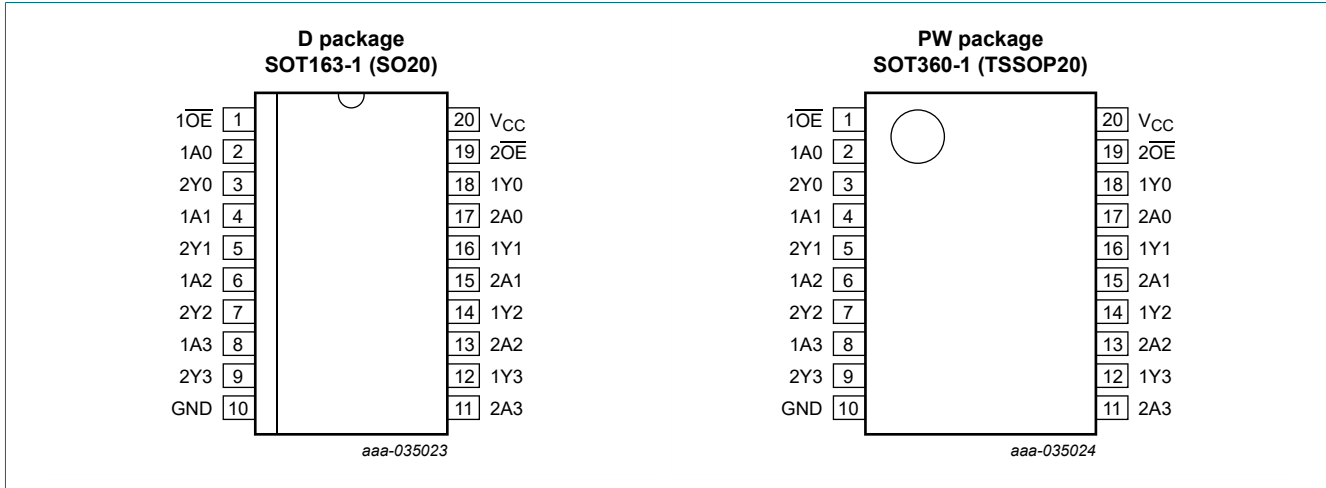 D package
SOT163-1 (SO20)
1O̅E̅ 1
1A0 2
2Y0 3
1A1 4
2Y1 5
1A2 6
2Y2 7
1A3 8
2Y3 9
GND 10
20 VCC
19 2O̅E̅
18 1Y0
17 2A0
16 1Y1
15 2A1
14 1Y2
13 2A2
12 1Y3
11 2A3
aaa-035023
PW package
SOT360-1 (TSSOP20)
1O̅E̅ 1
1A0 2
2Y0 3
1A1 4
2Y1 5
1A2 6
2Y2 7
1A3 8
2Y3 9
GND 10
20 VCC
19 2O̅E̅
18 1Y0
17 2A0
16 1Y1
15 2A1
14 1Y2
13 2A2
12 1Y3
11 2A3
aaa-035024